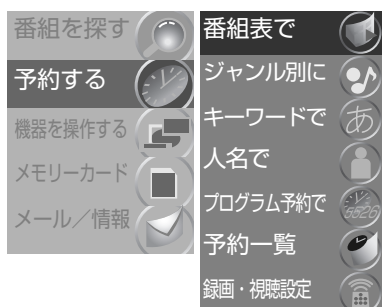 番組を探す
予約する
機器を操作する
メモリーカード
メール／情報
番組表で
ジャンル別に
キーワードで
あ
人名で
プログラム予約で
予約一覧
録画・視聴設定